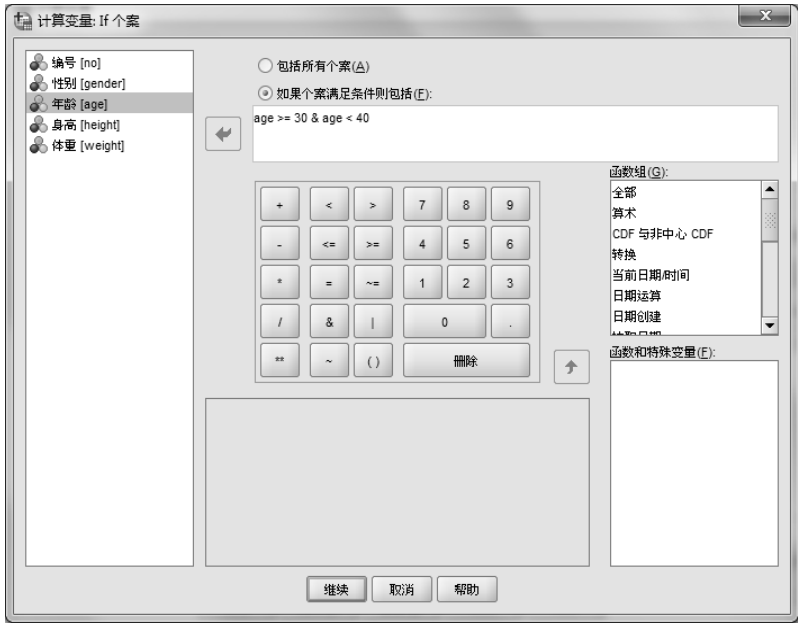 计算变量: If 个案
编号 [no]
性别 [gender]
年龄 [age]
身高 [height]
体重 [weight]
包括所有个案(A)
如果个案满足条件则包括(F):
age >= 30 & age < 40
+ < > 7 8 9
- <= >= 4 5 6
* = ~= 1 2 3
/ & | 0 .
** ~ ( ) 删除
函数组(G):
全部
算术
CDF 与非中心 CDF
转换
当前日期/时间
日期运算
日期创建
函数和特殊变量(F):
继续 取消 帮助